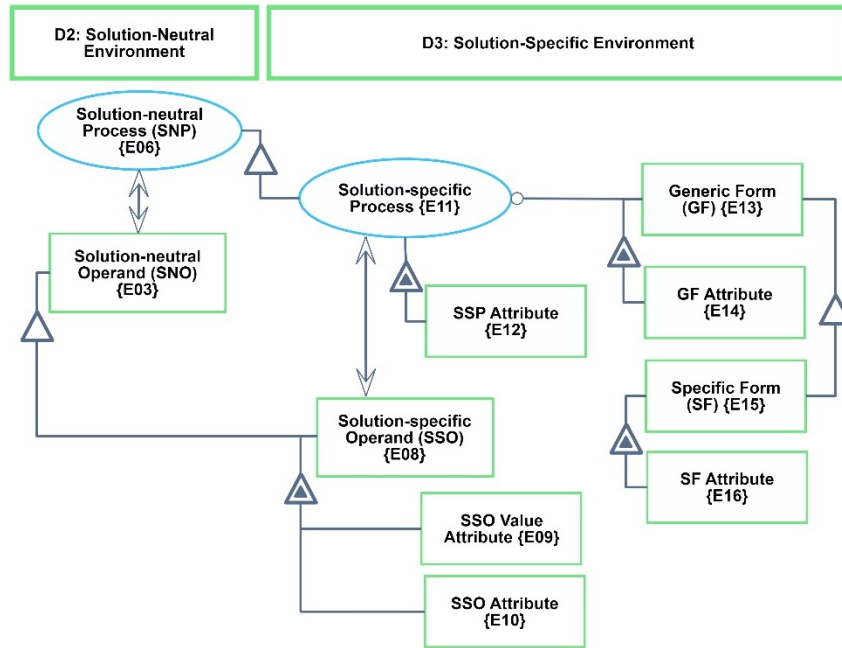 D2: Solution-Neutral
Environment
D3: Solution-Specific Environment
Solution-neutral
Process (SNP)
{E06}
Solution-specific
Process {E11}
Generic Form
(GF) {E13}
Solution-neutral
Operand (SNO)
{E03}
SSP Attribute
{E12}
GF Attribute
{E14}
Specific Form
(SF) {E15}
Solution-specific
Operand (SSO)
{E08}
SF Attribute
{E16}
SSO Value
Attribute {E09}
SSO Attribute
{E10}